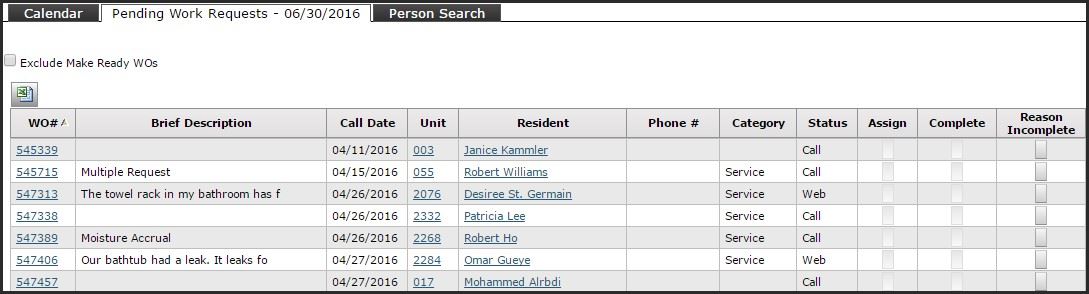 Calendar Pending Work Requests - 06/30/2016 Person Search
Exclude Make Ready WOs
WO# Brief Description Call Date Unit Resident Phone # Category Status Assign Complete Reason Incomplete
545339 04/11/2016 003 Janice Kammler Call
545715 Multiple Request 04/15/2016 055 Robert Williams Service Call
547313 The towel rack in my bathroom has f 04/26/2016 2076 Desiree St. Germain Service Web
547338 04/26/2016 2332 Patricia Lee Service Call
547389 Moisture Accrual 04/26/2016 2268 Robert Ho Service Call
547406 Our bathtub had a leak. It leaks fo 04/27/2016 2284 Omar Gueye Service Web
547457 04/27/2016 017 Mohammed Alrbdi Call